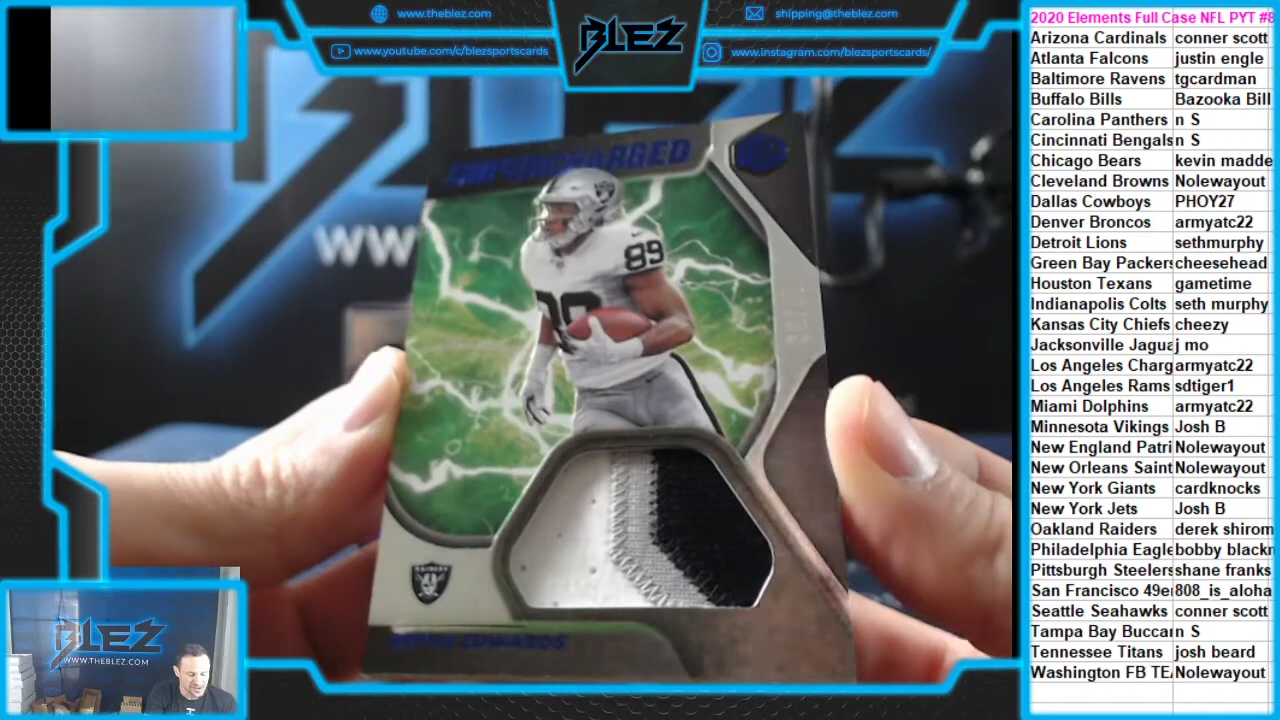 www.theblez.com
www.youtube.com/c/blezsportscards
BLEZ
shipping@theblez.com
www.instagram.com/blezsportscards/
2020 Elements Full Case NFL PYT #8
Arizona Cardinals conner scott
Atlanta Falcons justin engle
Baltimore Ravens tgcardman
Buffalo Bills Bazooka Bill
Carolina Panthers n S
Cincinnati Bengals n S
Chicago Bears kevin madde
Cleveland Browns Nolewayout
Dallas Cowboys PHOY27
Denver Broncos armyatc22
Detroit Lions sethmurphy
Green Bay Packers cheesehead
Houston Texans gametime
Indianapolis Colts seth murphy
Kansas City Chiefs cheezy
Jacksonville Jagua j mo
Los Angeles Charg armyatc22
Los Angeles Rams sdtiger1
Miami Dolphins armyatc22
Minnesota Vikings Josh B
New England Patri Nolewayout
New Orleans Saint Nolewayout
New York Giants cardknocks
New York Jets Josh B
Oakland Raiders derek shirom
Philadelphia Eagle bobby blackn
Pittsburgh Steelers shane franks
San Francisco 49e 808_is_aloha
Seattle Seahawks conner scott
Tampa Bay Buccan n S
Tennessee Titans josh beard
Washington FB TE Nolewayout
SUPERCHARGED
89
89
RAIDERS
EDWARDS
WW
BLEZ
WWW.THEBLEZ.COM